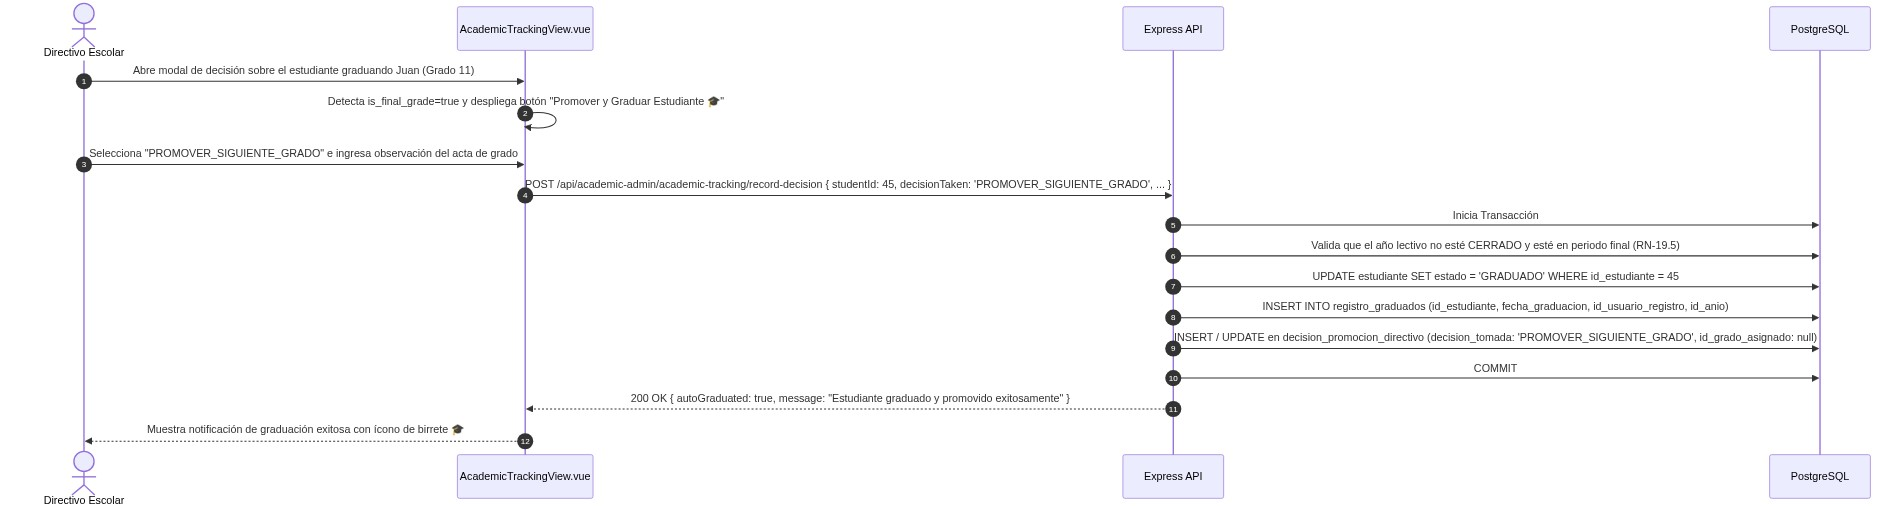 Directivo Escolar
AcademicTrackingView.vue
Express API
PostgreSQL
Abre modal de decisión sobre el estudiante graduando Juan (Grado 11)
1
Detecta is_final_grade=true y despliega botón "Promover y Graduar Estudiante 🎓"
2
Selecciona "PROMOVER_SIGUIENTE_GRADO" e ingresa observación del acta de grado
3
POST /api/academic-admin/academic-tracking/record-decision { studentId: 45, decisionTaken: 'PROMOVER_SIGUIENTE_GRADO', ... }
4
Inicia Transacción
5
Valida que el año lectivo no esté CERRADO y esté en periodo final (RN-19.5)
6
UPDATE estudiante SET estado = 'GRADUADO' WHERE id_estudiante = 45
7
INSERT INTO registro_graduados (id_estudiante, fecha_graduacion, id_usuario_registro, id_anio)
8
INSERT / UPDATE en decision_promocion_directivo (decision_tomada: 'PROMOVER_SIGUIENTE_GRADO', id_grado_asignado: null)
9
COMMIT
10
200 OK { autoGraduated: true, message: "Estudiante graduado y promovido exitosamente" }
11
Muestra notificación de graduación exitosa con ícono de birrete 🎓
12
Directivo Escolar
AcademicTrackingView.vue
Express API
PostgreSQL